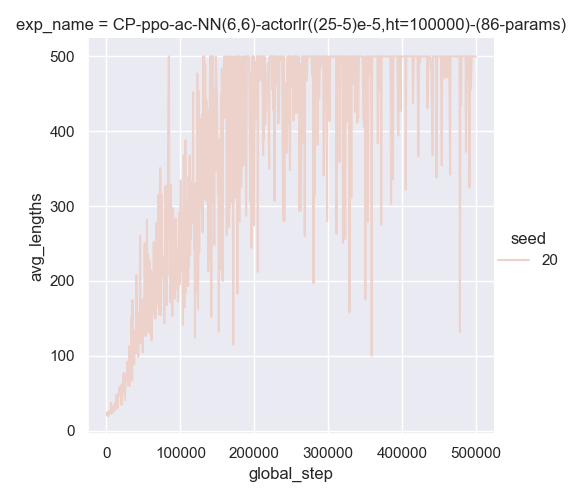 exp_name = CP-ppo-ac-NN(6,6)-actorlr((25-5)e-5,ht=100000)-(86-params)
500
400
300
200
100
0
avg_lengths
0 100000 200000 300000 400000 500000
global_step
seed
20